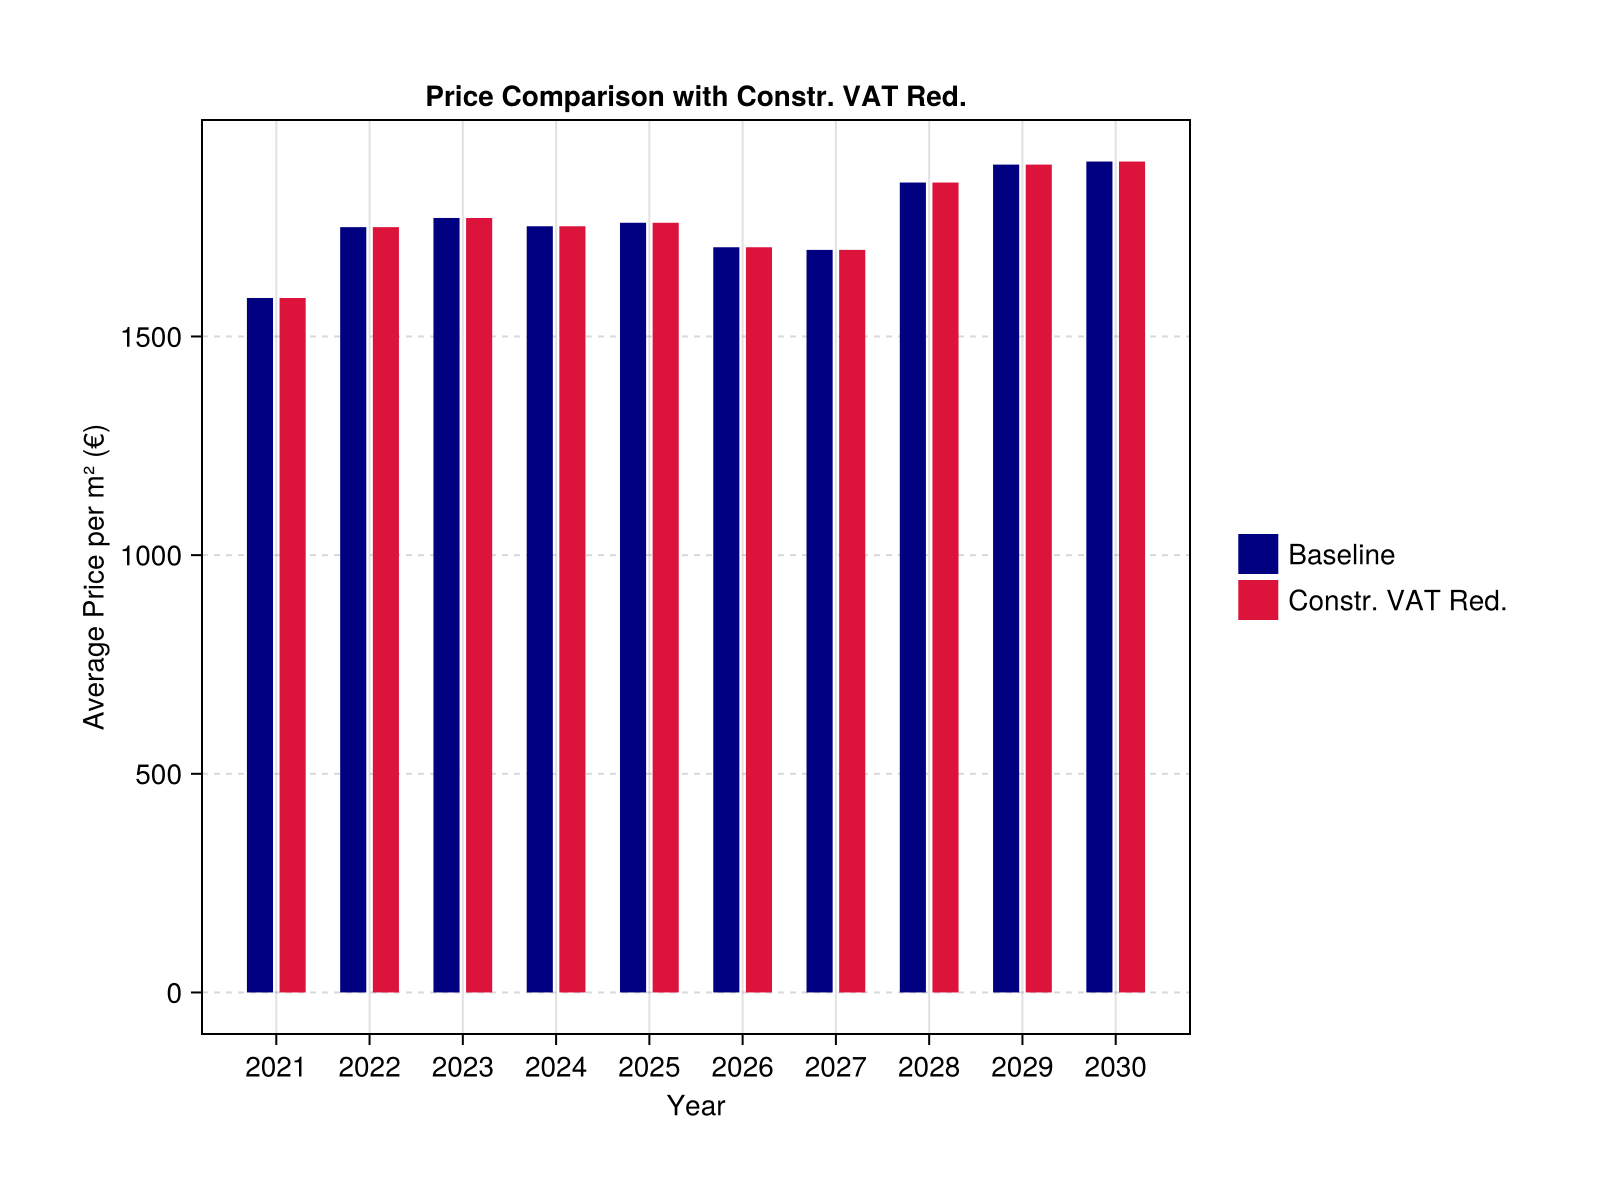 Price Comparison with Constr. VAT Red.
Average Price per m² (€)
1500
1000
500
0
2021 2022 2023 2024 2025 2026 2027 2028 2029 2030
Year
Baseline
Constr. VAT Red.